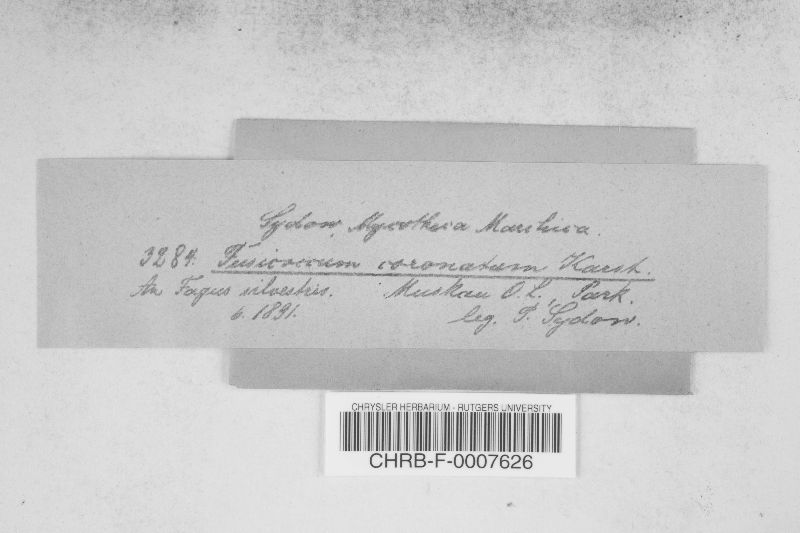 Sydow, Mycotheca Marchica.
3284. Fusicoccum coronatum Karst.
An Fagus silvestris. Muskau O.L., Park.
6. 1891. leg. P. Sydow.
CHRYSLER HERBARIUM - RUTGERS UNIVERSITY
CHRB-F-0007626